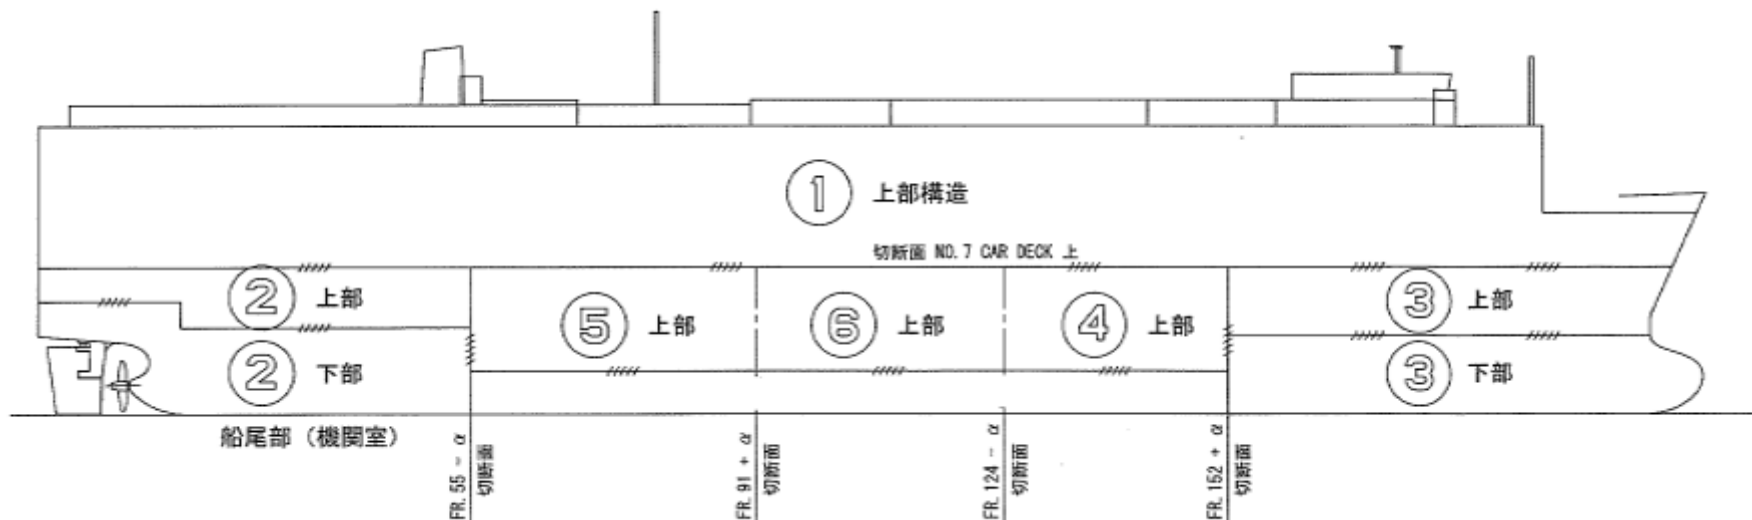 ① 上部構造
切断面 NO.7 CAR DECK 上
② 上部
⑤ 上部
⑥ 上部
④ 上部
③ 上部
② 下部
③ 下部
船尾部（機関室）
FR.55 - α
切断面
FR.91 + α
切断面
FR.124 - α
切断面
FR.152 + α
切断面